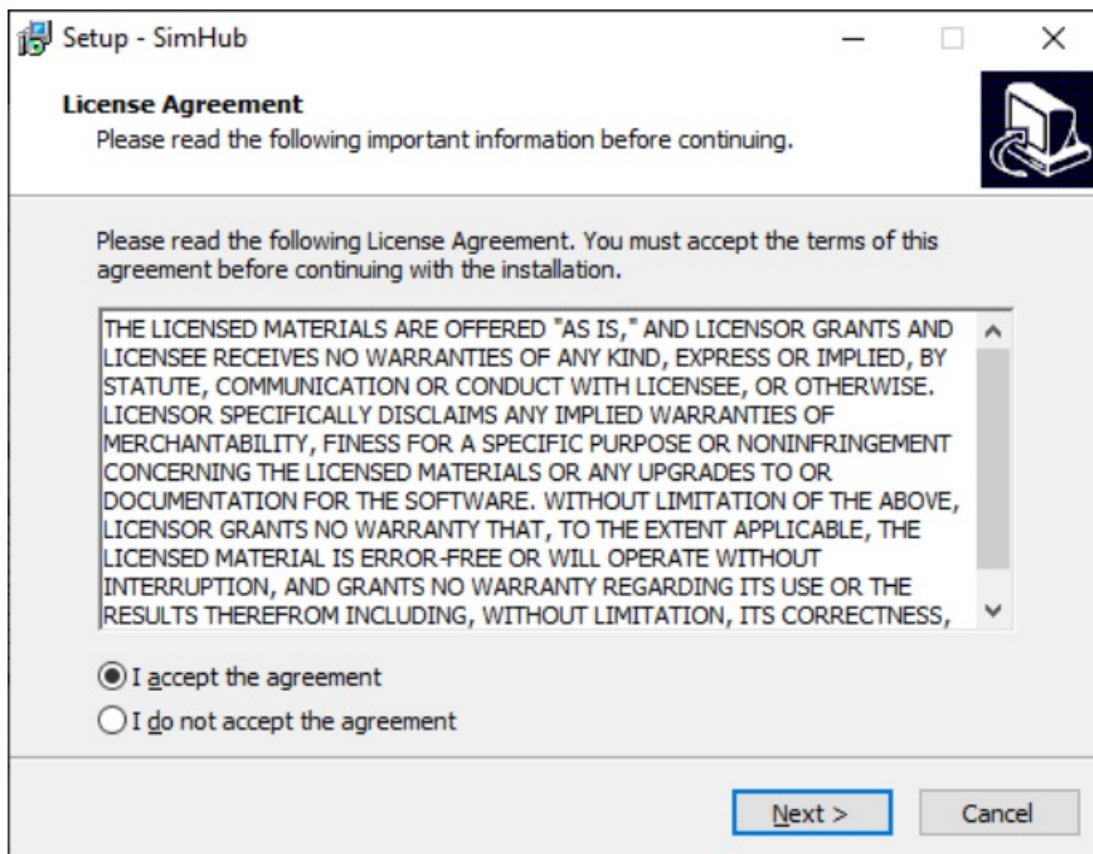 Setup - SimHub
License Agreement
Please read the following important information before continuing.
Please read the following License Agreement. You must accept the terms of this
agreement before continuing with the installation.
THE LICENSED MATERIALS ARE OFFERED "AS IS," AND LICENSOR GRANTS AND
LICENSEE RECEIVES NO WARRANTIES OF ANY KIND, EXPRESS OR IMPLIED, BY
STATUTE, COMMUNICATION OR CONDUCT WITH LICENSEE, OR OTHERWISE.
LICENSOR SPECIFICALLY DISCLAIMS ANY IMPLIED WARRANTIES OF
MERCHANTABILITY, FINESS FOR A SPECIFIC PURPOSE OR NONINFRINGEMENT
CONCERNING THE LICENSED MATERIALS OR ANY UPGRADES TO OR
DOCUMENTATION FOR THE SOFTWARE. WITHOUT LIMITATION OF THE ABOVE,
LICENSOR GRANTS NO WARRANTY THAT, TO THE EXTENT APPLICABLE, THE
LICENSED MATERIAL IS ERROR-FREE OR WILL OPERATE WITHOUT
INTERRUPTION, AND GRANTS NO WARRANTY REGARDING ITS USE OR THE
RESULTS THEREFROM INCLUDING, WITHOUT LIMITATION, ITS CORRECTNESS,
I accept the agreement
I do not accept the agreement
Next >
Cancel